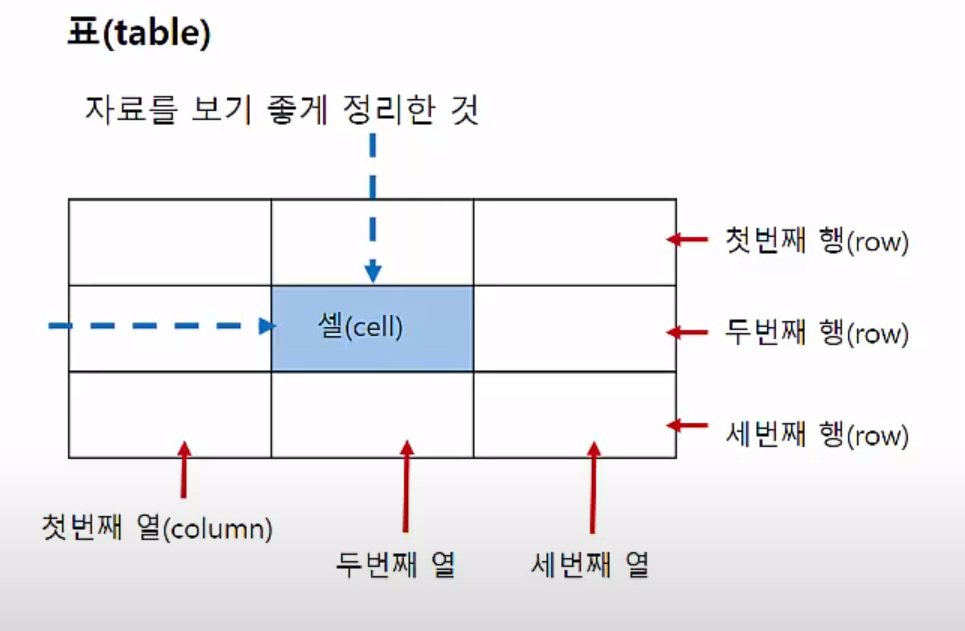 표(table)
자료를 보기 좋게 정리한 것
첫번째 행(row)
셀(cell)
두번째 행(row)
세번째 행(row)
첫번째 열(column)
두번째 열
세번째 열